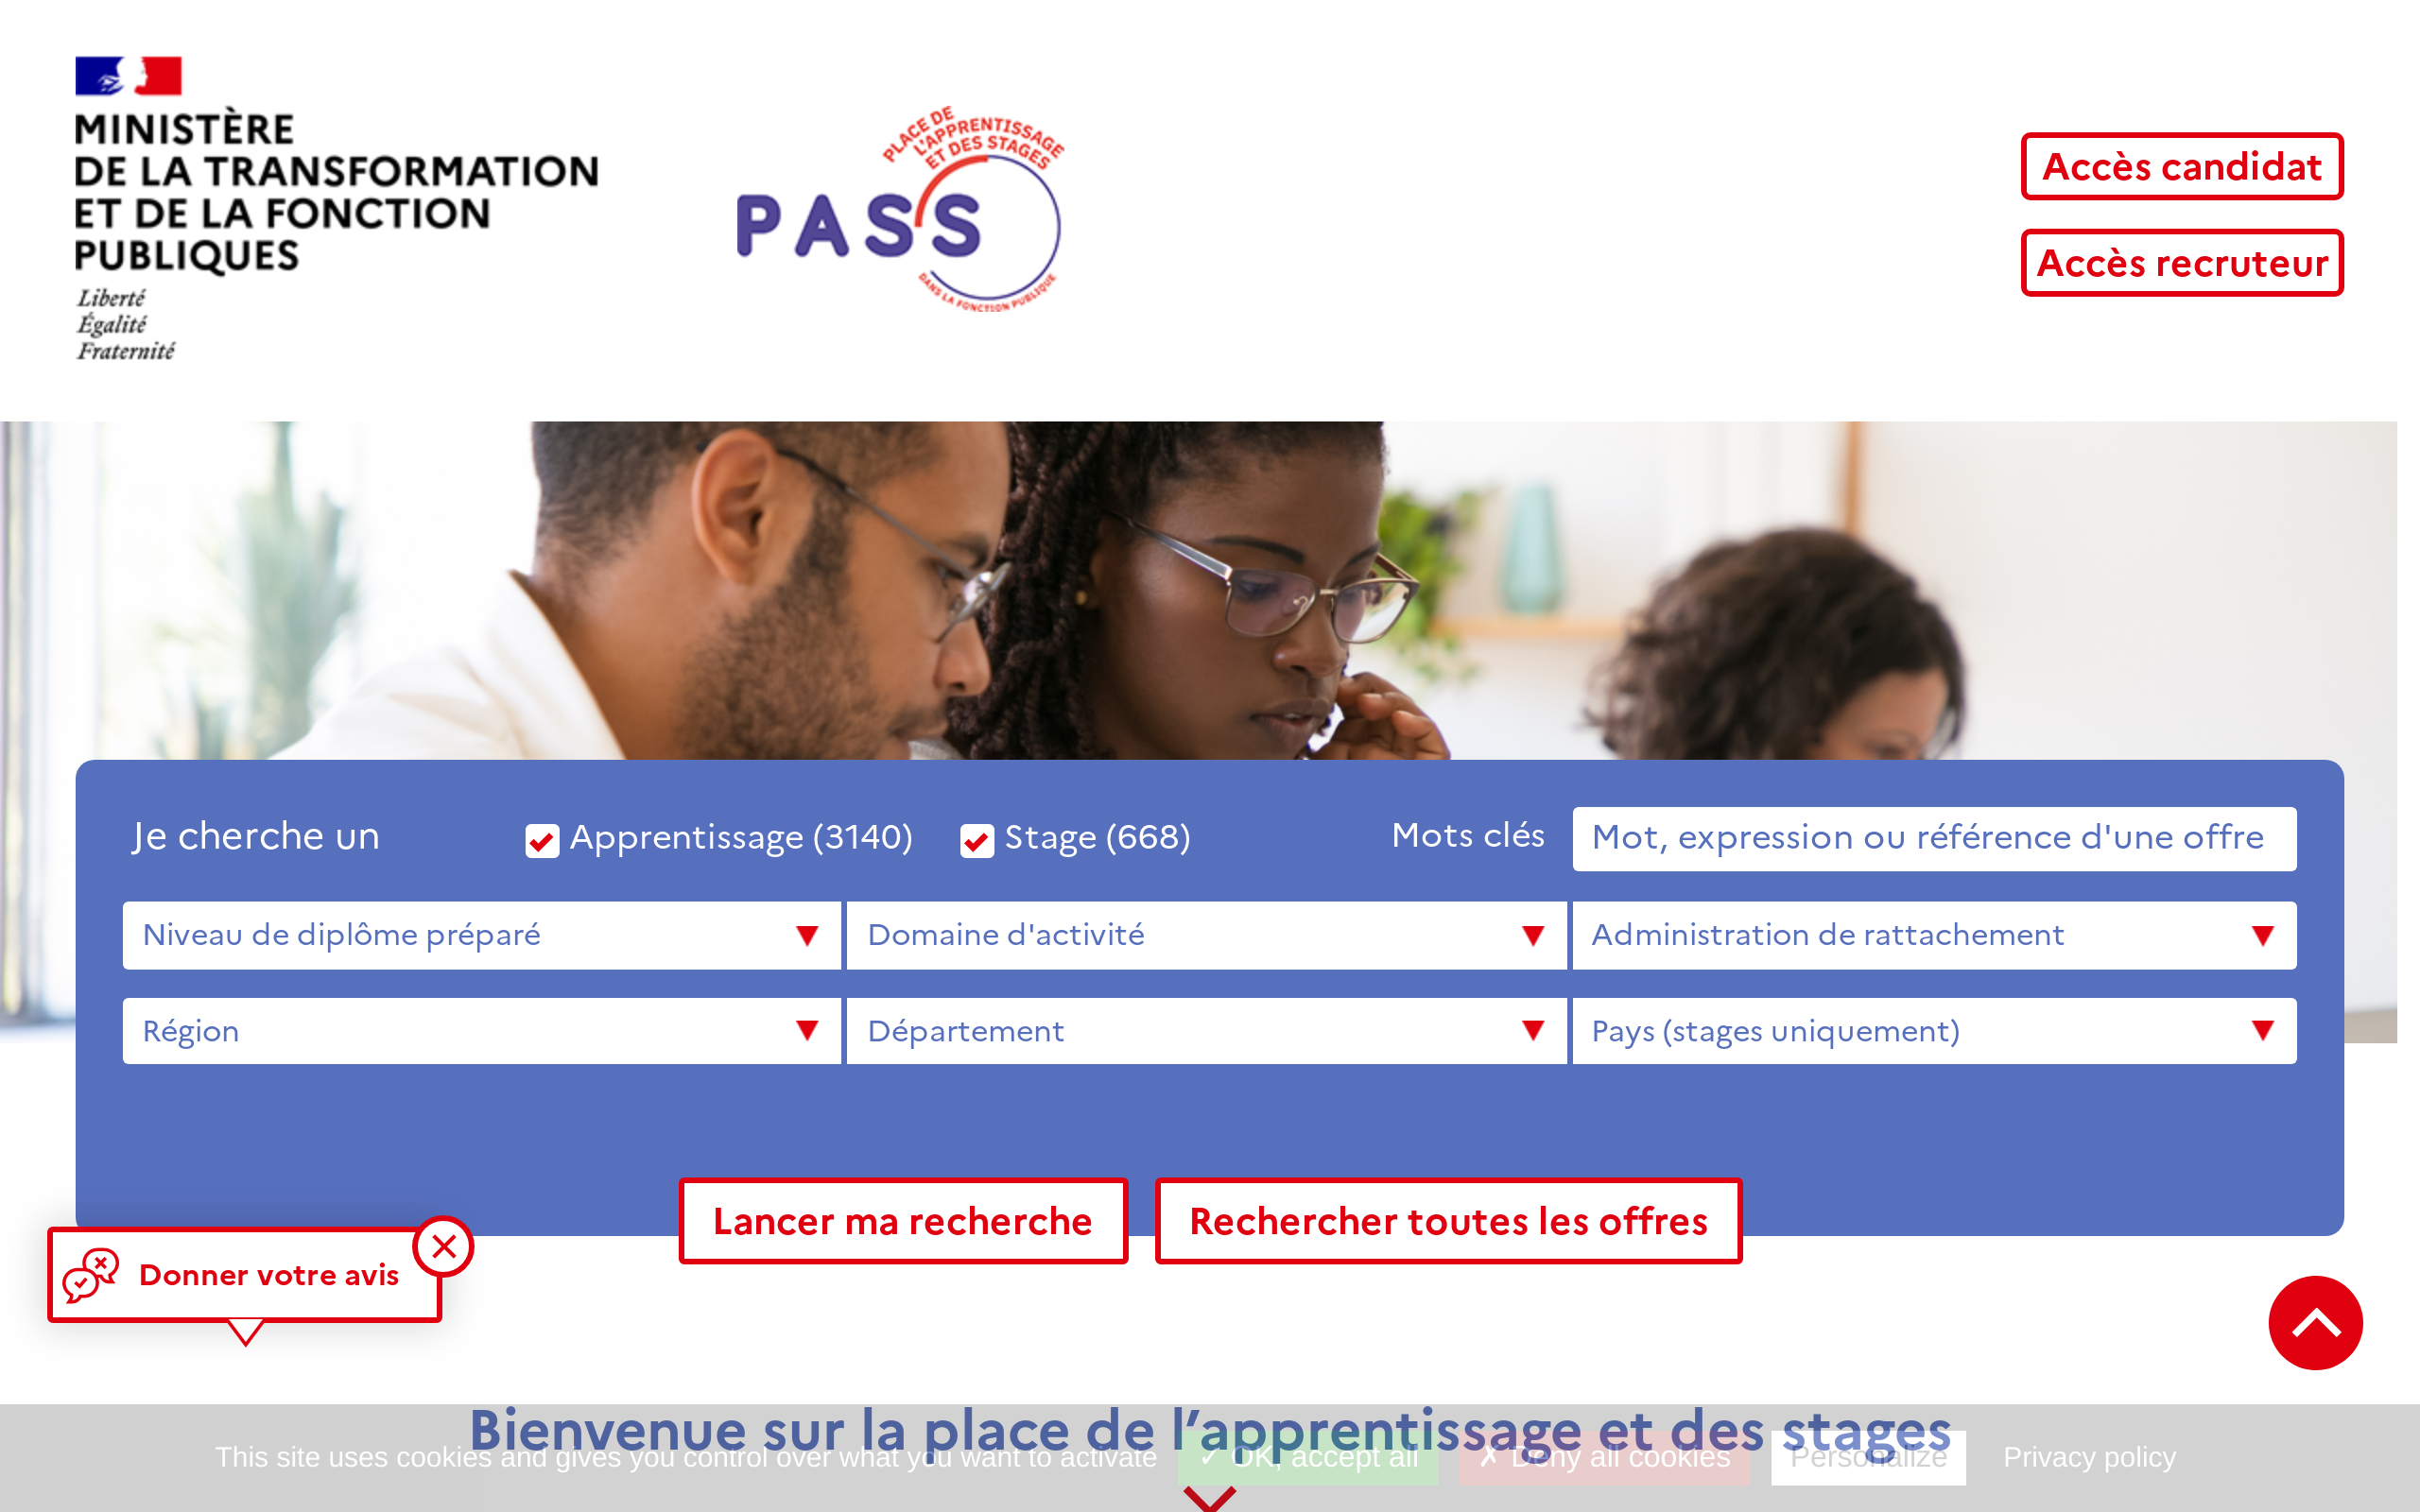 MINISTÈRE
DE LA TRANSFORMATION
ET DE LA FONCTION
PUBLIQUES
Liberté
Égalité
Fraternité
PLACE DE
L'APPRENTISSAGE
ET DES STAGES
PASS
DANS LA FONCTION PUBLIQUE
Accès candidat
Accès recruteur
Je cherche un
Apprentissage (3140)
Stage (668)
Mots clés
Mot, expression ou référence d'une offre
Niveau de diplôme préparé
Domaine d'activité
Administration de rattachement
Région
Département
Pays (stages uniquement)
Lancer ma recherche
Rechercher toutes les offres
Donner votre avis
Bienvenue sur la place de l’apprentissage et des stages
This site uses cookies and gives you control over what you want to activate
✓ OK, accept all
✗ Deny all cookies
Personalize
Privacy policy